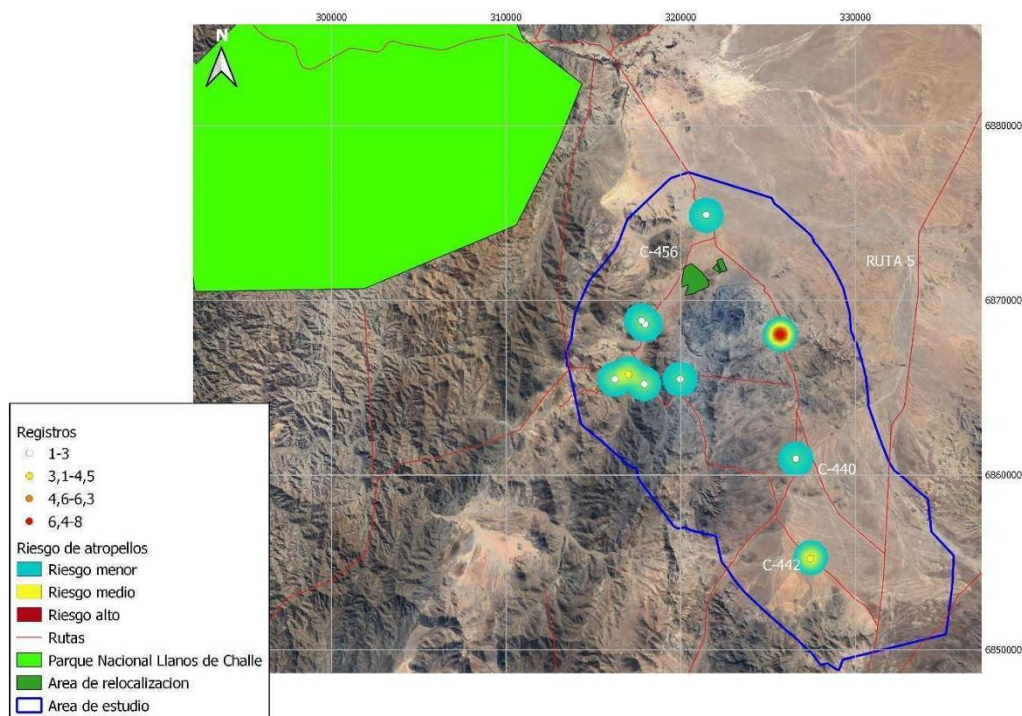 300000
310000
320000
330000
N
6880000
C-456
RUTA 5
6870000
C-440
6860000
C-442
6850000
Registros
1-3
3,1-4,5
4,6-6,3
6,4-8
Riesgo de atropellos
Riesgo menor
Riesgo medio
Riesgo alto
Rutas
Parque Nacional Llanos de Challe
Area de relocalizacion
Area de estudio